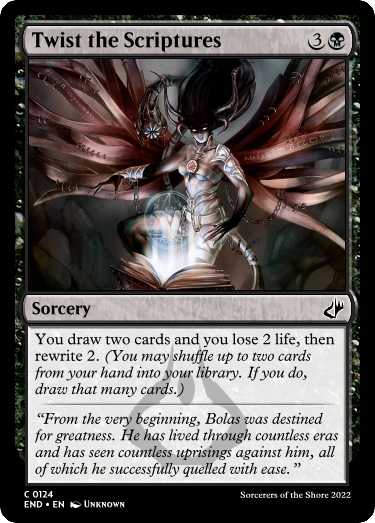 Twist the Scriptures 3
Sorcery
You draw two cards and you lose 2 life, then
rewrite 2. (You may shuffle up to two cards
from your hand into your library. If you do,
draw that many cards.)
“From the very beginning, Bolas was destined
for greatness. He has lived through countless eras
and has seen countless uprisings against him, all
of which he successfully quelled with ease.”
C 0124
END • EN Unknown
Sorcerers of the Shore 2022